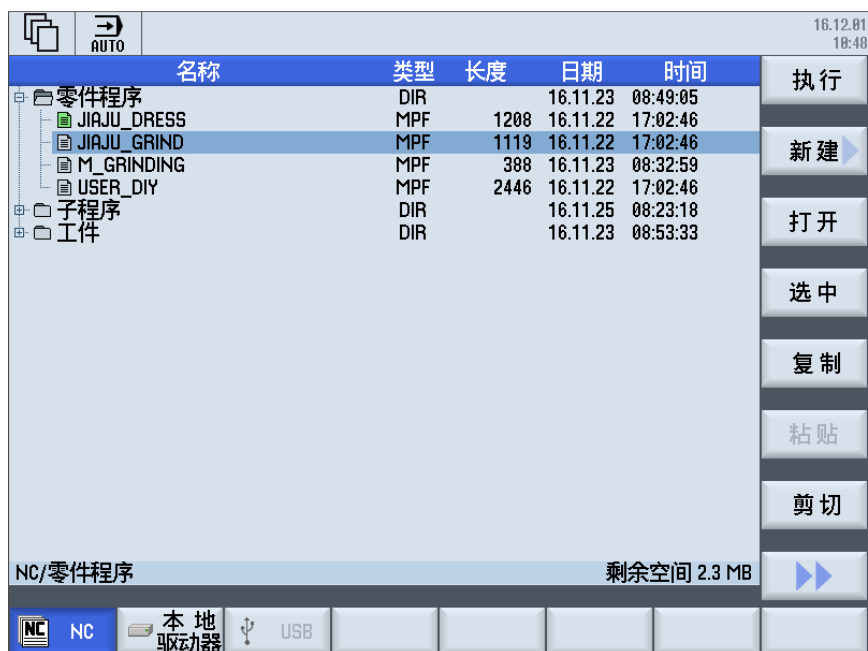 16.12.01
AUTO
10:48
名称 类型 长度 日期 时间
执行
零件程序 DIR 16.11.23 08:49:05
JIAJU_DRESS MPF 1208 16.11.22 17:02:46
JIAJU_GRIND MPF 1119 16.11.22 17:02:46
新建
M_GRINDING MPF 388 16.11.23 08:32:59
USER_DIY MPF 2446 16.11.22 17:02:46
子程序 DIR 16.11.25 08:23:18
打开
工件 DIR 16.11.23 08:53:33
选中
复制
粘贴
剪切
NC/零件程序 剩余空间 2.3 MB
NC NC 本地 USB
驱动器